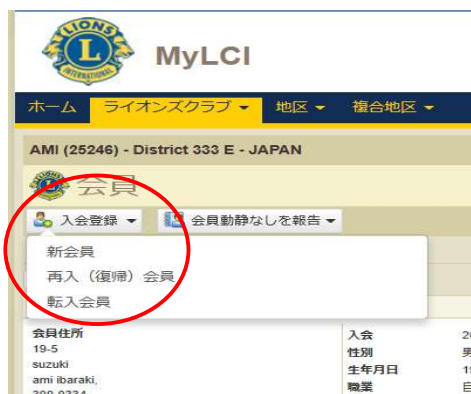 LIONS
L
INTERNATIONAL
MyLCI
ホーム ライオンズクラブ 地区 複合地区
AMI (25246) - District 333 E - JAPAN
会員
入会登録 会員動静なしを報告
新会員
再入（復帰）会員
転入会員
会員住所 入会
19-5 性別
suzuki 生年月日
ami ibaraki, 職業
300-0334